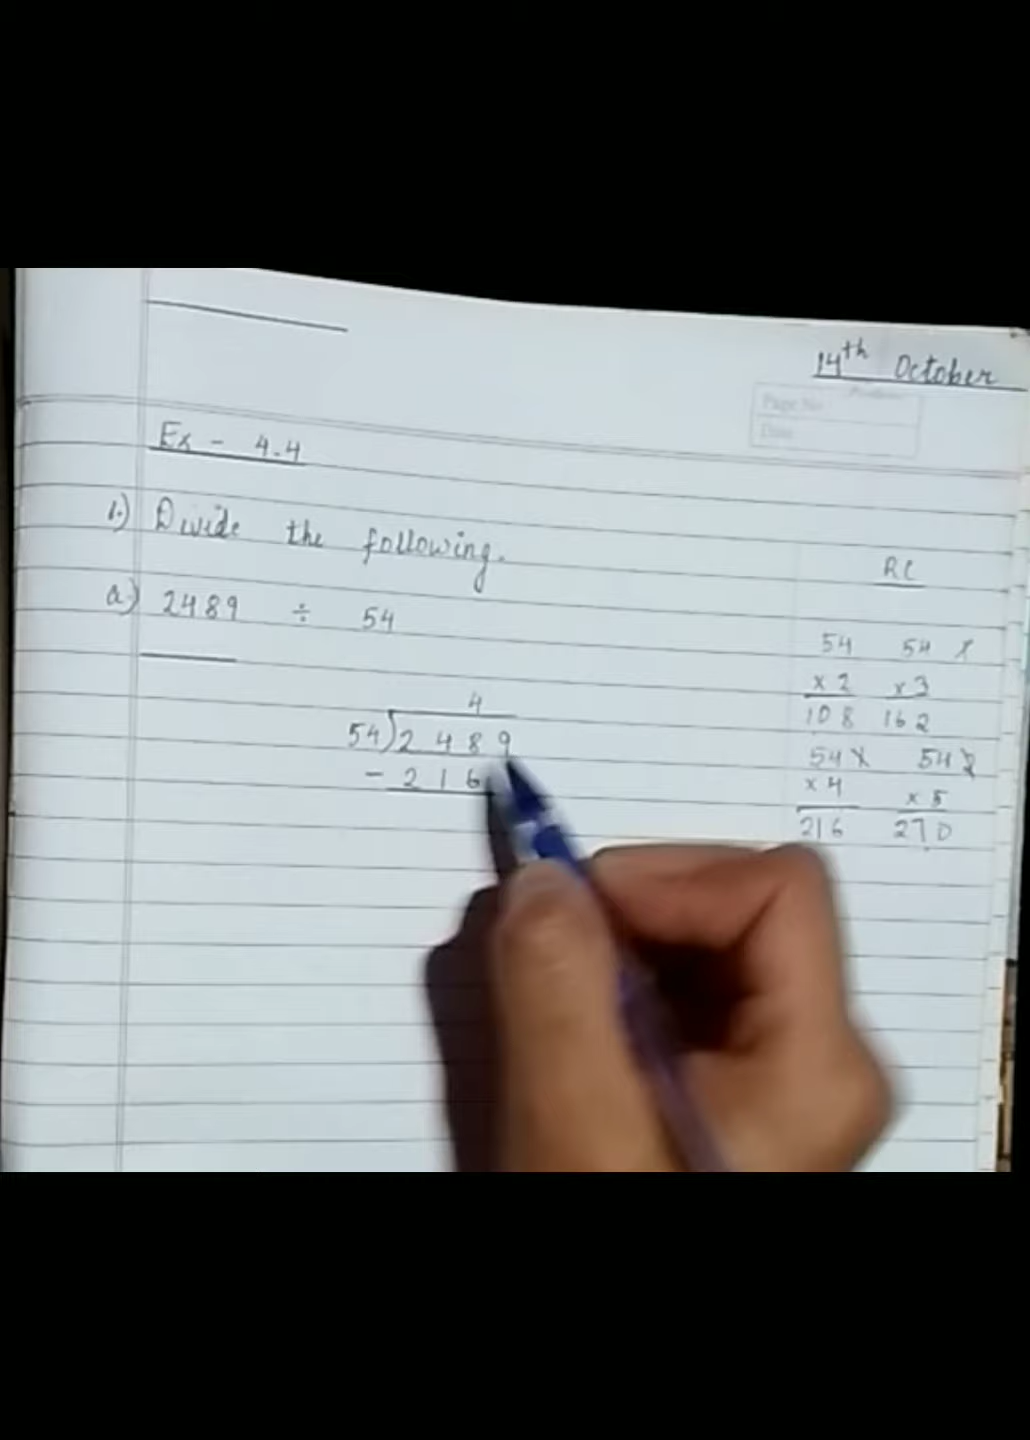 14th October
Page No
Date
Ex - 4.4
1.) Divide the following.
RC
a) 2489 ÷ 54
54 54
x 2 x 3
108 162
4
54)2 4 8 9
- 2 1 6
54 54
x 4 x 5
216 270